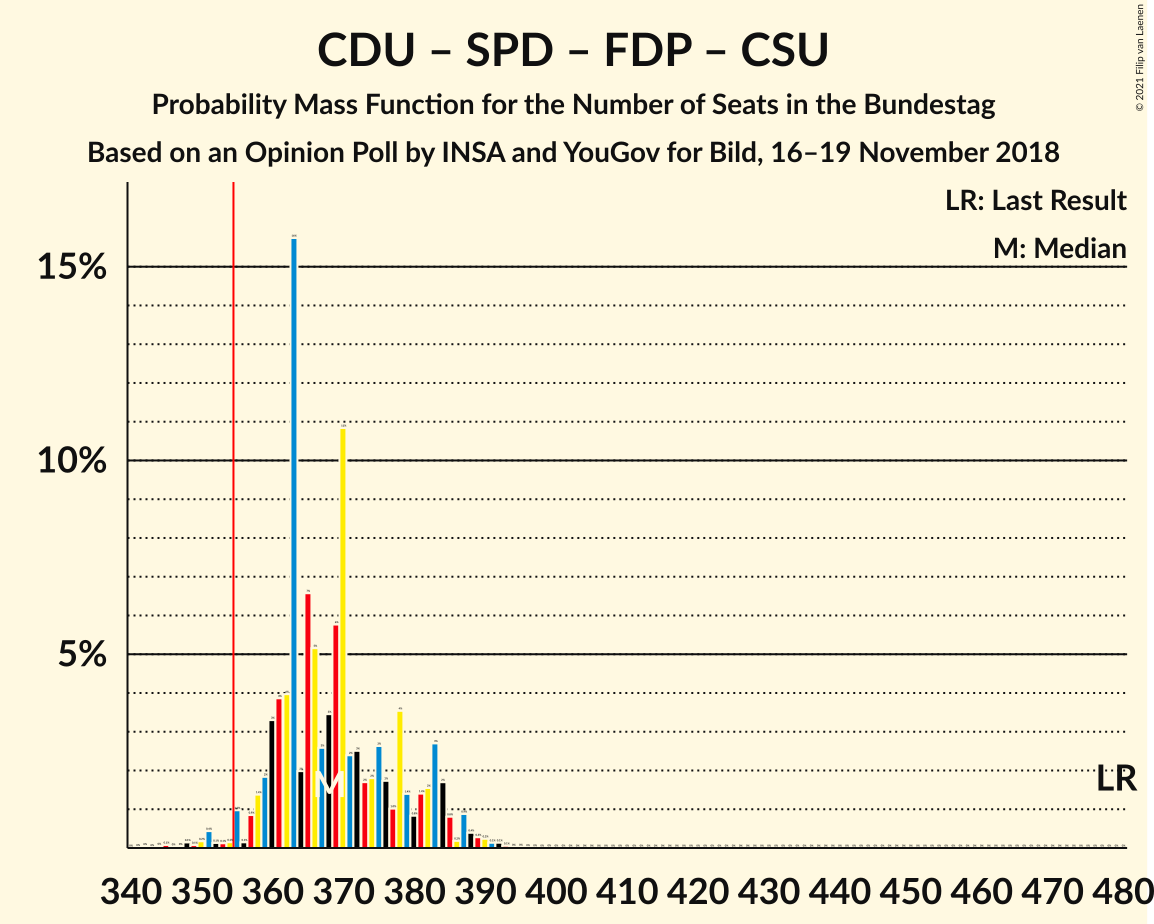 CDU – SPD – FDP – CSU
Probability Mass Function for the Number of Seats in the Bundestag
Based on an Opinion Poll by INSA and YouGov for Bild, 16–19 November 2018
© 2021 Filip van Laenen
LR: Last Result
M: Median
15%
10%
5%
M
LR
340 350 360 370 380 390 400 410 420 430 440 450 460 470 480